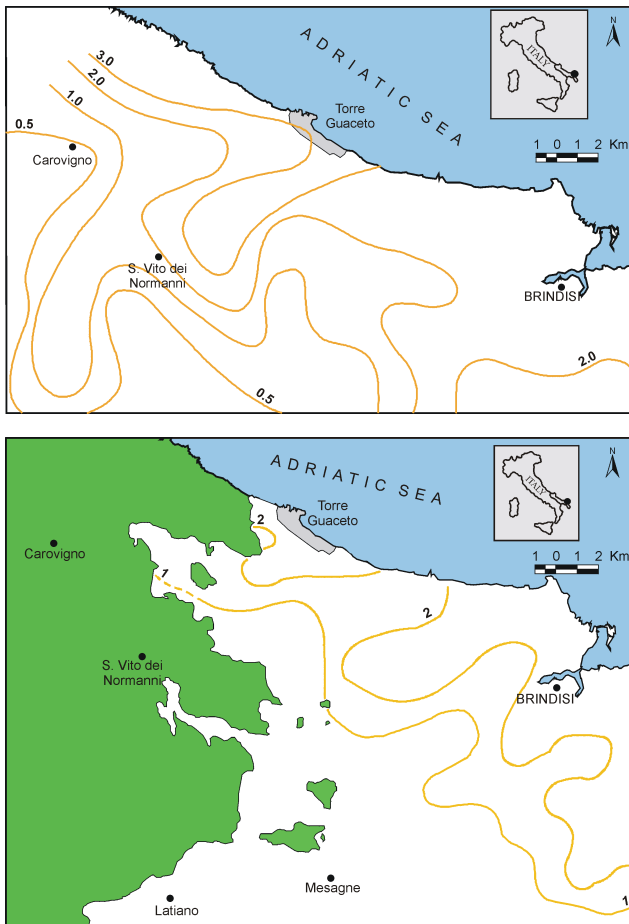 3.0
2.0
1.0
0.5
Carovigno
ADRIATIC SEA
Torre
Guaceto
ITALY
N
1 0 1 2 Km
S. Vito dei
Normanni
BRINDISI
0.5
2.0
ADRIATIC SEA
Torre
Guaceto
ITALY
N
1 0 1 2 Km
2
Carovigno
1
2
S. Vito dei
Normanni
BRINDISI
Mesagne
Latiano
1